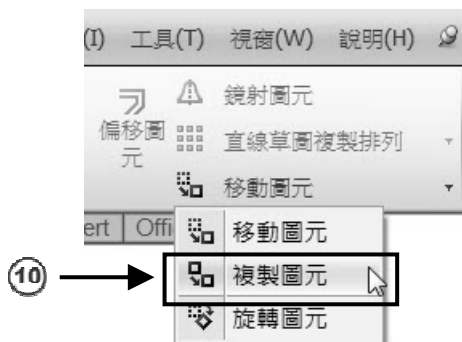 (I) 工具(T) 視窗(W) 說明(H)
鏡射圖元
偏移圖元
直線草圖複製排列
移動圖元
ert Offi
移動圖元
10 複製圖元
旋轉圖元